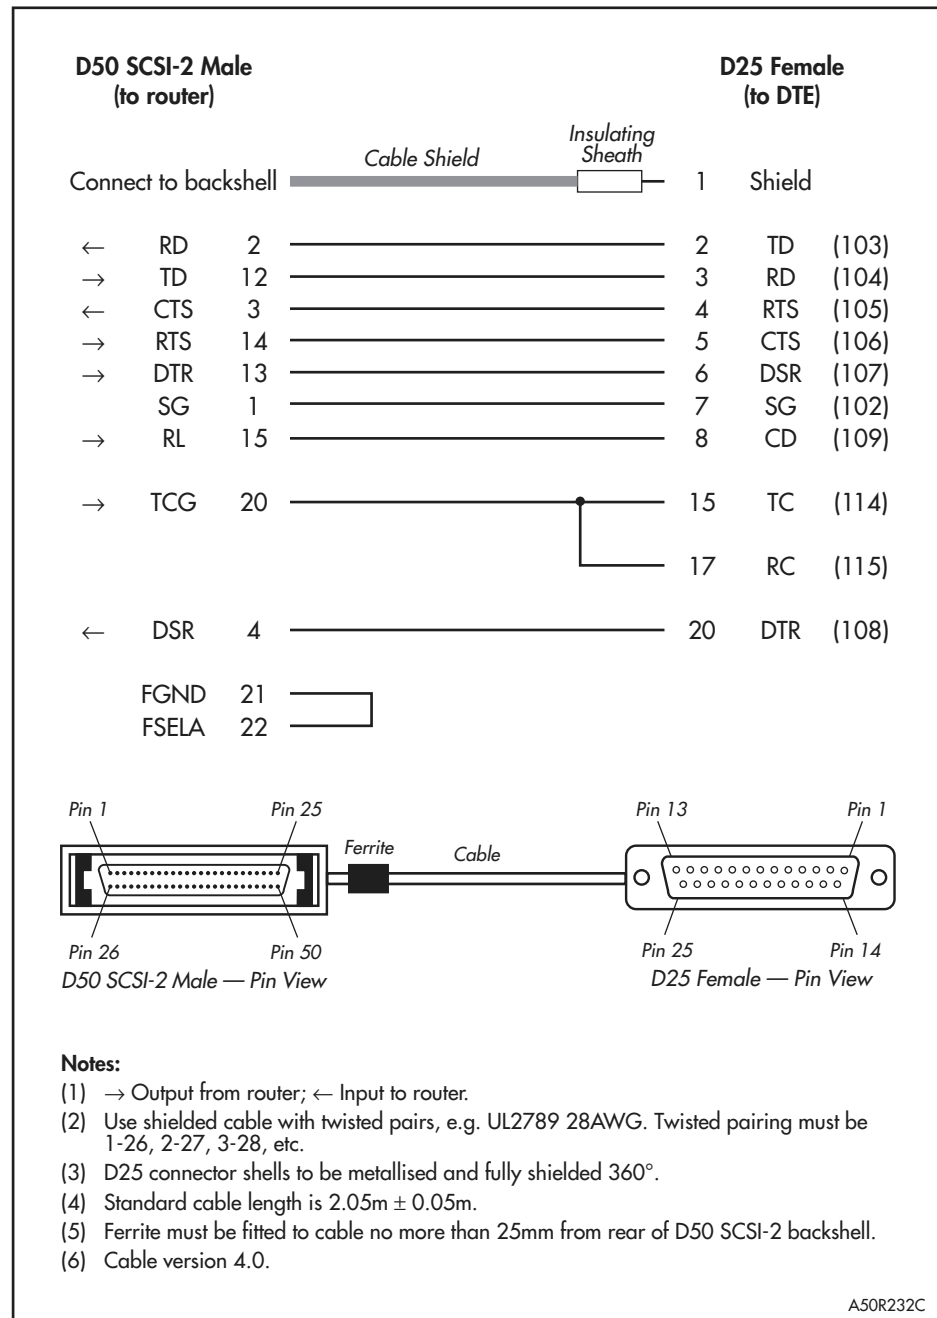 D50 SCSI-2 Male
(to router)
D25 Female
(to DTE)
Insulating
Sheath
Cable Shield
Connect to backshell 1 Shield
← RD 2 2 TD (103)
→ TD 12 3 RD (104)
← CTS 3 4 RTS (105)
→ RTS 14 5 CTS (106)
→ DTR 13 6 DSR (107)
SG 1 7 SG (102)
→ RL 15 8 CD (109)
→ TCG 20 15 TC (114)
17 RC (115)
← DSR 4 20 DTR (108)
FGND 21
FSELA 22
Pin 1 Pin 25 Pin 13 Pin 1
Ferrite Cable
Pin 26 Pin 50 Pin 25 Pin 14
D50 SCSI-2 Male — Pin View D25 Female — Pin View
Notes:
(1) → Output from router; ← Input to router.
(2) Use shielded cable with twisted pairs, e.g. UL2789 28AWG. Twisted pairing must be
1-26, 2-27, 3-28, etc.
(3) D25 connector shells to be metallised and fully shielded 360°.
(4) Standard cable length is 2.05m ± 0.05m.
(5) Ferrite must be fitted to cable no more than 25mm from rear of D50 SCSI-2 backshell.
(6) Cable version 4.0.
A50R232C